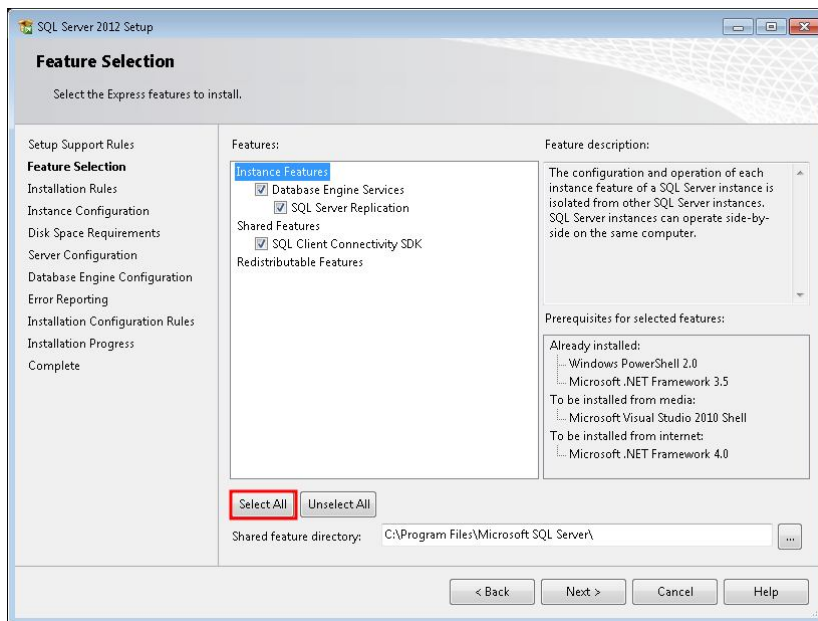 SQL Server 2012 Setup
Feature Selection
Select the Express features to install.
Setup Support Rules
Feature Selection
Installation Rules
Instance Configuration
Disk Space Requirements
Server Configuration
Database Engine Configuration
Error Reporting
Installation Configuration Rules
Installation Progress
Complete
Features:
Instance Features
Database Engine Services
SQL Server Replication
Shared Features
SQL Client Connectivity SDK
Redistributable Features
Feature description:
The configuration and operation of each
instance feature of a SQL Server instance is
isolated from other SQL Server instances.
SQL Server instances can operate side-by-
side on the same computer.
Prerequisites for selected features:
Already installed:
Windows PowerShell 2.0
Microsoft .NET Framework 3.5
To be installed from media:
Microsoft Visual Studio 2010 Shell
To be installed from internet:
Microsoft .NET Framework 4.0
Select All
Unselect All
Shared feature directory:
C:\Program Files\Microsoft SQL Server\
...
< Back
Next >
Cancel
Help